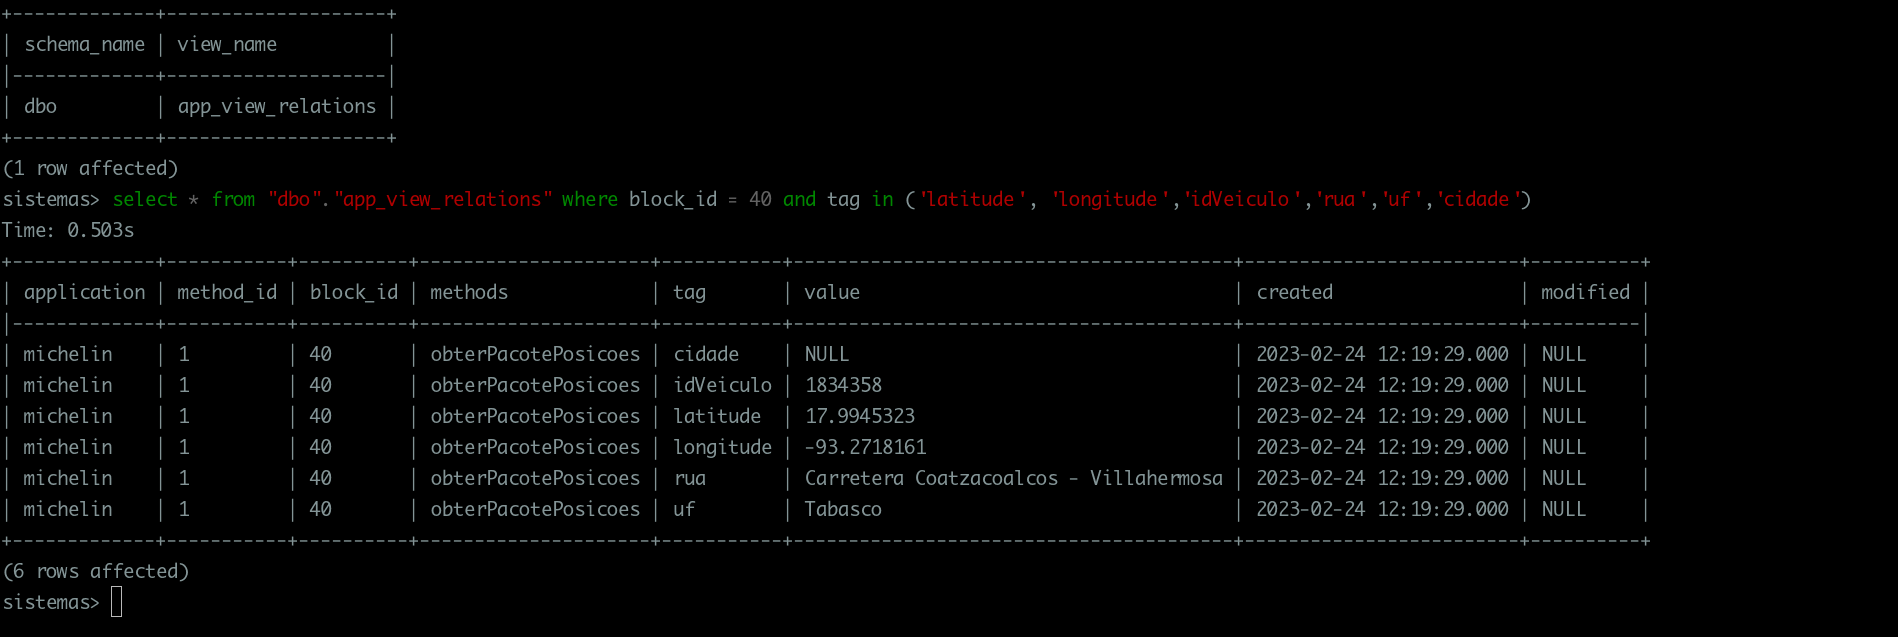 +-------------+--------------------+
| schema_name | view_name          |
|-------------+--------------------|
| dbo         | app_view_relations |
+-------------+--------------------+
(1 row affected)
sistemas> select * from "dbo"."app_view_relations" where block_id = 40 and tag in ('latitude', 'longitude','idVeiculo','rua','uf','cidade')
Time: 0.503s
+-------------+-----------+----------+---------------------+-----------+----------------------------------------+-------------------------+----------+
| application | method_id | block_id | methods             | tag       | value                                  | created                 | modified |
|-------------+-----------+----------+---------------------+-----------+----------------------------------------+-------------------------+----------|
| michelin    | 1         | 40       | obterPacotePosicoes | cidade    | NULL                                   | 2023-02-24 12:19:29.000 | NULL     |
| michelin    | 1         | 40       | obterPacotePosicoes | idVeiculo | 1834358                                | 2023-02-24 12:19:29.000 | NULL     |
| michelin    | 1         | 40       | obterPacotePosicoes | latitude  | 17.9945323                             | 2023-02-24 12:19:29.000 | NULL     |
| michelin    | 1         | 40       | obterPacotePosicoes | longitude | -93.2718161                            | 2023-02-24 12:19:29.000 | NULL     |
| michelin    | 1         | 40       | obterPacotePosicoes | rua       | Carretera Coatzacoalcos - Villahermosa | 2023-02-24 12:19:29.000 | NULL     |
| michelin    | 1         | 40       | obterPacotePosicoes | uf        | Tabasco                                | 2023-02-24 12:19:29.000 | NULL     |
+-------------+-----------+----------+---------------------+-----------+----------------------------------------+-------------------------+----------+
(6 rows affected)
sistemas>